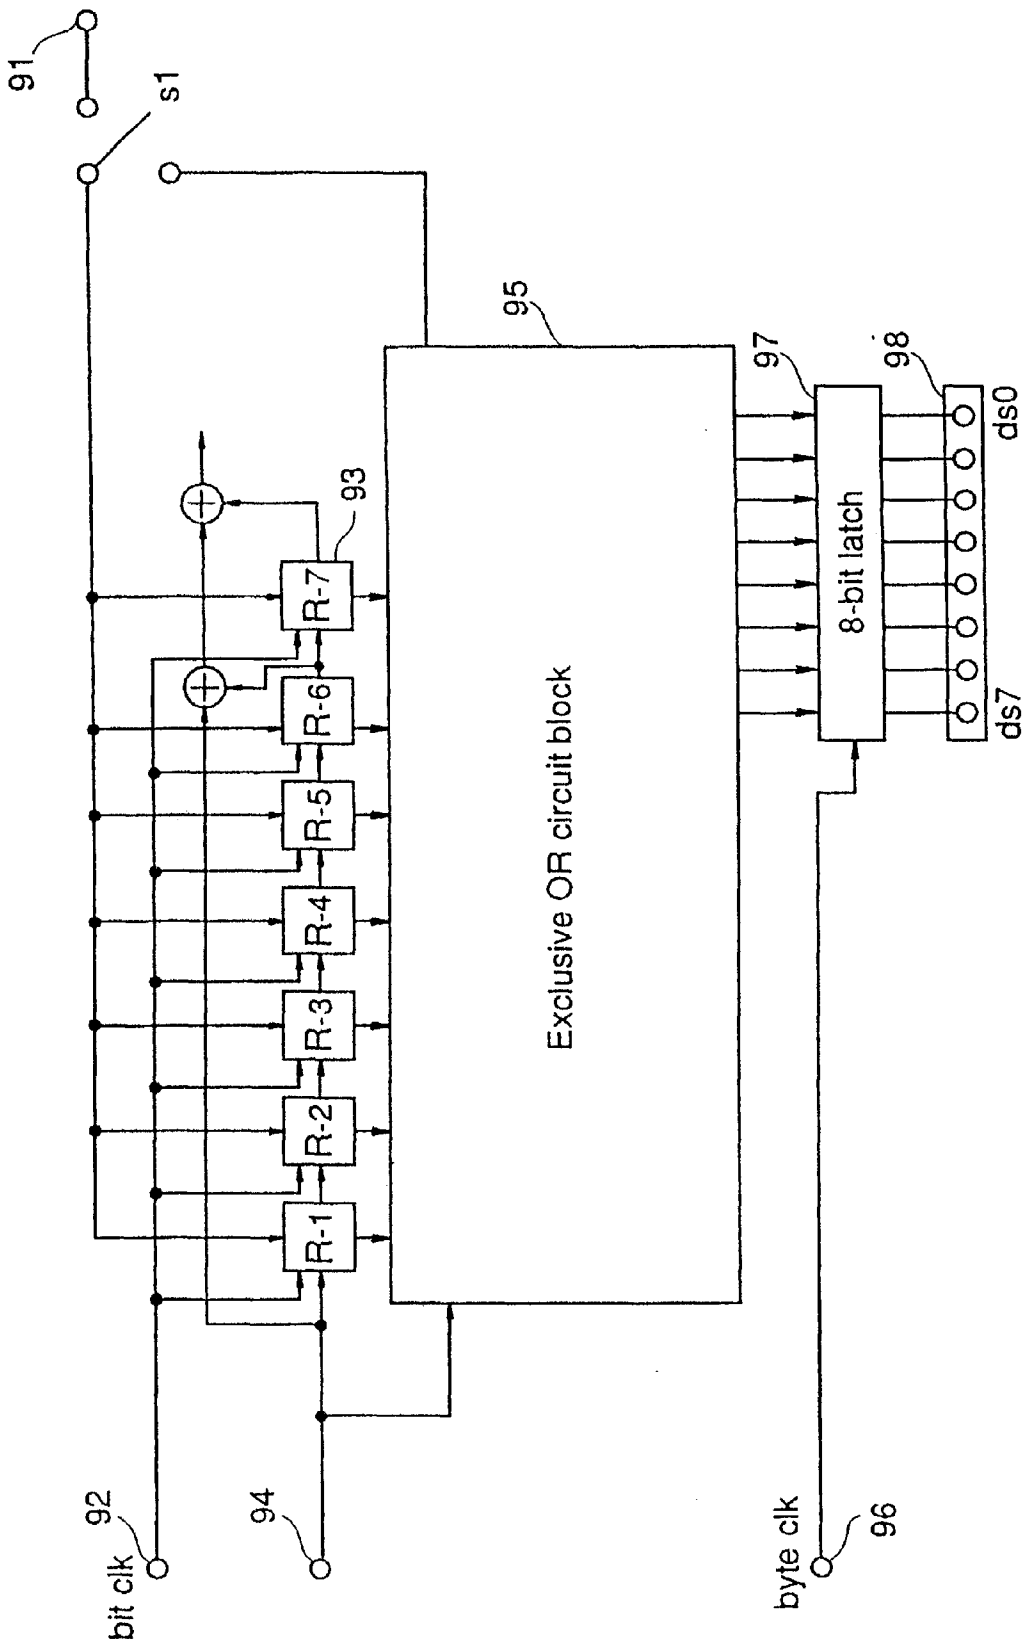 91
s1
bit clk
92
93
R-1
R-2
R-3
R-4
R-5
R-6
R-7
94
95
Exclusive OR circuit block
byte clk
96
97
8-bit latch
98
ds7
ds0